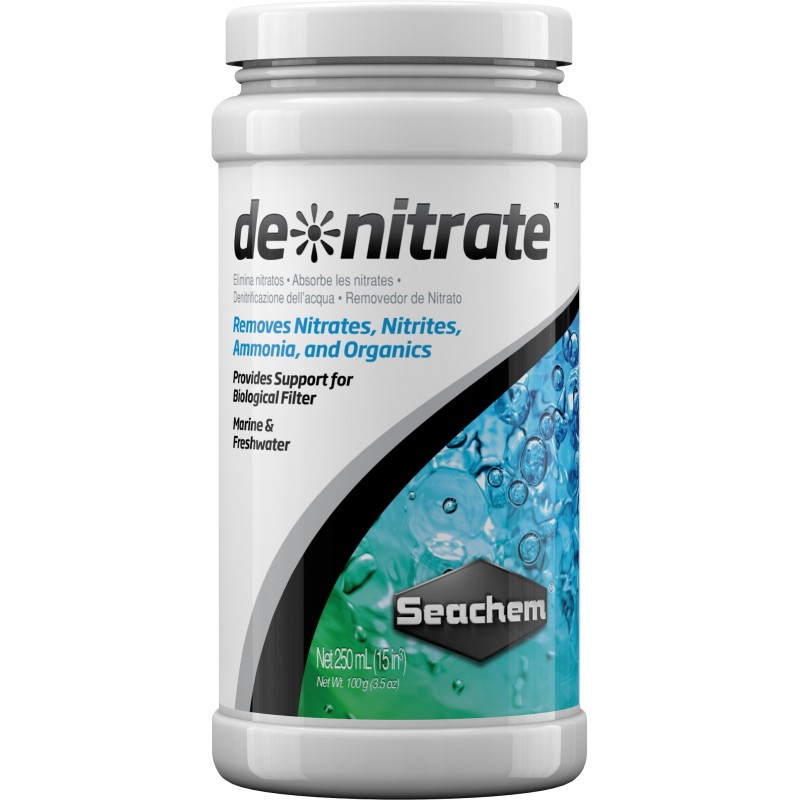 de*nitrate™
Elimina nitratos • Absorbe les nitrates •
Denitrificazione dell'acqua • Removedor de Nitrato
Removes Nitrates, Nitrites,
Ammonia, and Organics
Provides Support for
Biological Filter
Marine &
Freshwater
Seachem®
Net 250 mL (15 in³)
Net Wt. 100 g (3.5 oz)